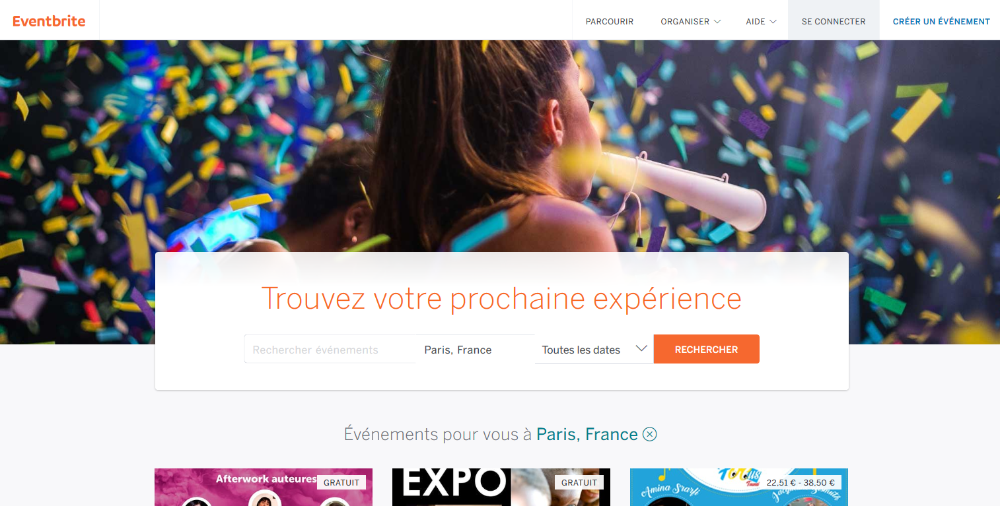 Eventbrite
PARCOURIR
ORGANISER
AIDE
SE CONNECTER
CRÉER UN ÉVÉNEMENT
Trouvez votre prochaine expérience
Rechercher événements
Paris, France
Toutes les dates
RECHERCHER
Événements pour vous à Paris, France
Afterwork auteures
GRATUIT
EXPO
GRATUIT
22,51 € - 38,50 €
Amina Srarfi